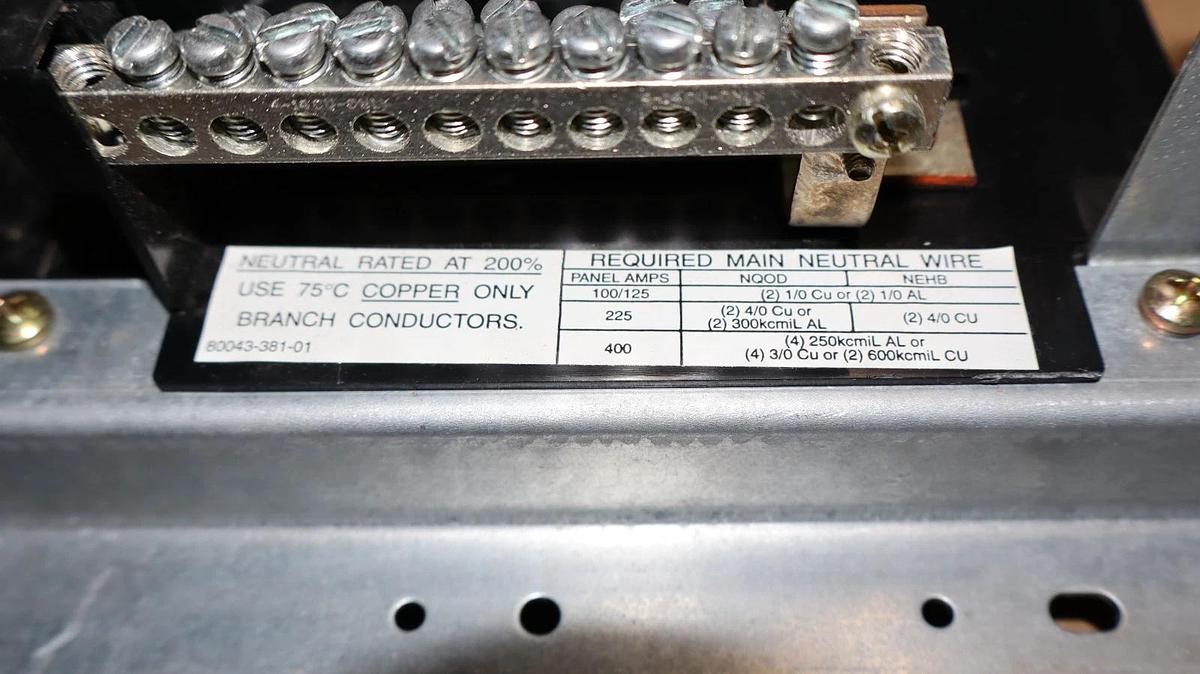 NEUTRAL RATED AT 200%
USE 75°C COPPER ONLY
BRANCH CONDUCTORS.
80043-381-01
REQUIRED MAIN NEUTRAL WIRE
PANEL AMPS NQOD NEHB
100/125 (2) 1/0 Cu or (2) 1/0 AL
225 (2) 4/0 Cu or
(2) 300kcmiL AL (2) 4/0 CU
400 (4) 250kcmiL AL or
(4) 3/0 Cu or (2) 600kcmiL CU